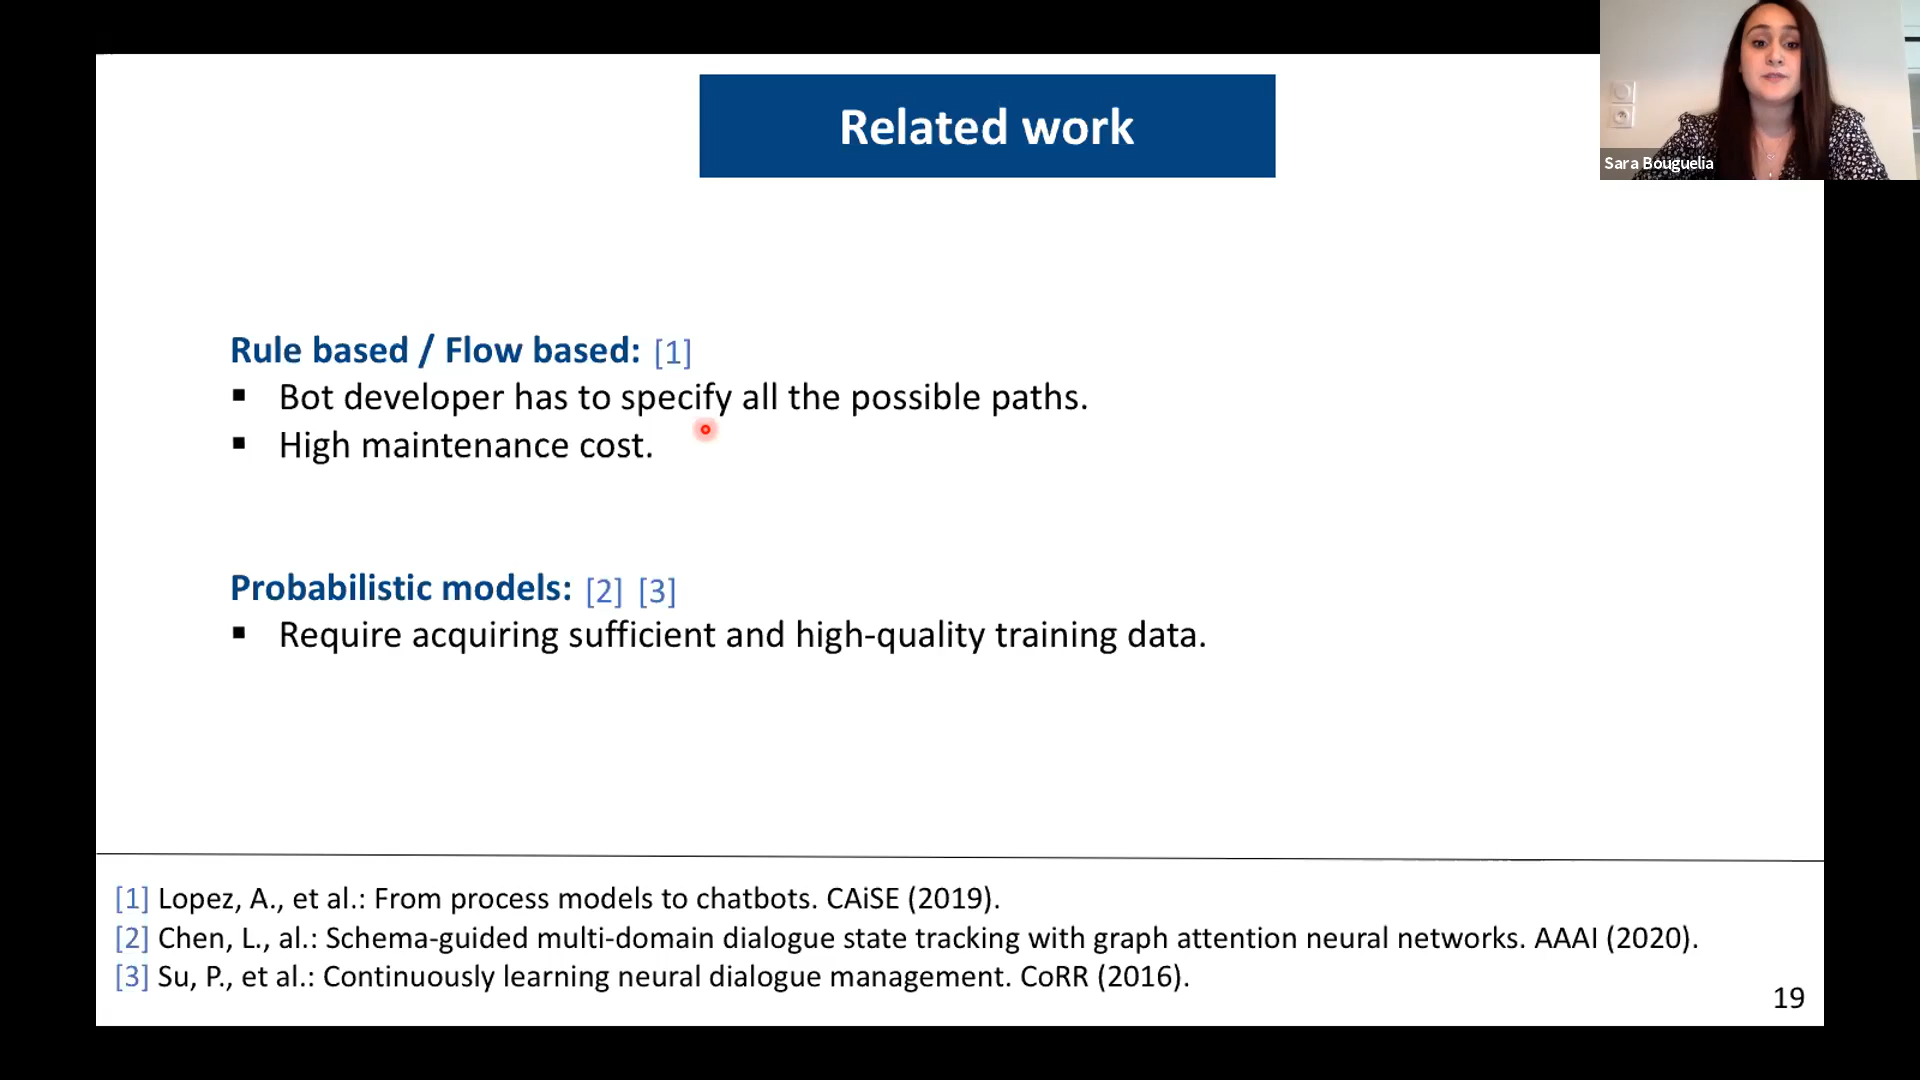 Related work
Sara Bouguelia
Rule based / Flow based: [1]
▪ Bot developer has to specify all the possible paths.
▪ High maintenance cost.
Probabilistic models: [2] [3]
▪ Require acquiring sufficient and high-quality training data.
[1] Lopez, A., et al.: From process models to chatbots. CAiSE (2019).
[2] Chen, L., al.: Schema-guided multi-domain dialogue state tracking with graph attention neural networks. AAAI (2020).
[3] Su, P., et al.: Continuously learning neural dialogue management. CoRR (2016).
19